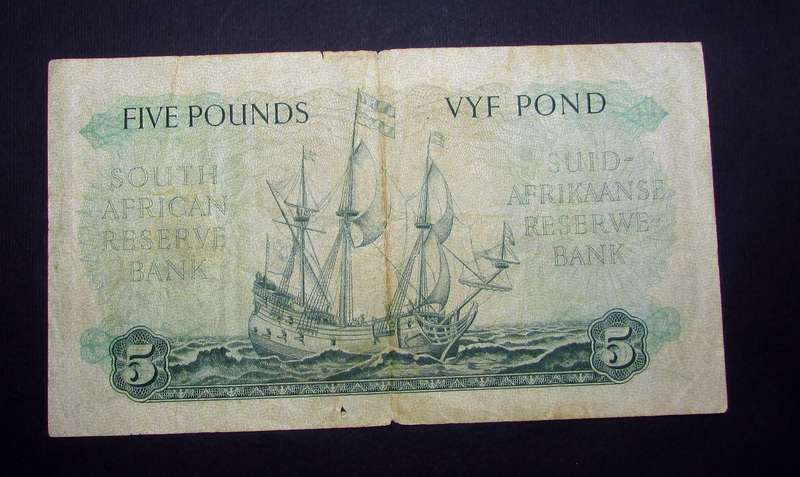 FIVE POUNDS
VYF POND
SOUTH
AFRICAN
RESERVE
BANK
SUID-
AFRIKAANSE
RESERWE-
BANK
5
5